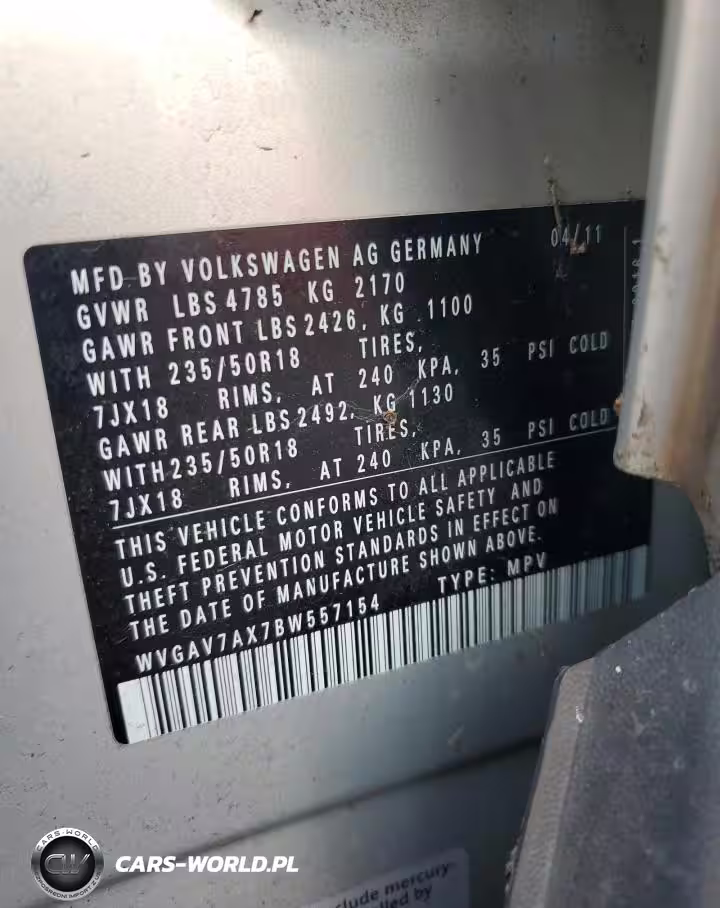 MFD BY VOLKSWAGEN AG GERMANY 04/11
GVWR LBS 4785 KG 2170
GAWR FRONT LBS 2426, KG 1100
WITH 235/50R18 TIRES,
7JX18 RIMS, AT 240 KPA, 35 PSI COLD
GAWR REAR LBS 2492, KG 1130
WITH 235/50R18 TIRES,
7JX18 RIMS, AT 240 KPA, 35 PSI COLD
THIS VEHICLE CONFORMS TO ALL APPLICABLE
U.S. FEDERAL MOTOR VEHICLE SAFETY AND
THEFT PREVENTION STANDARDS IN EFFECT ON
THE DATE OF MANUFACTURE SHOWN ABOVE.
WVGAV7AX7BW557154 TYPE: MPV
CARS-WORLD
CARS-WORLD.PL
mercury
by